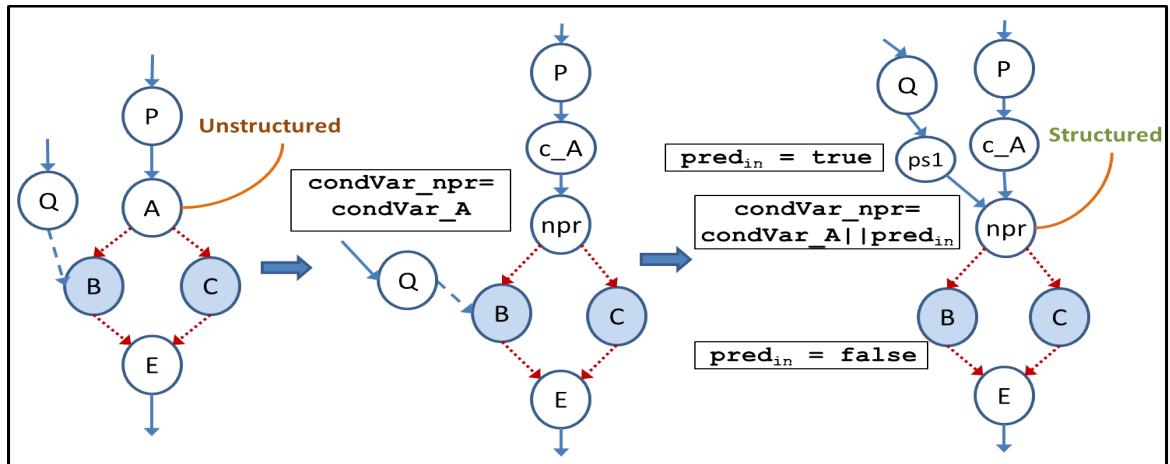 P
Unstructured
Q
A
B
C
E
P
c_A
condVar_npr=
condVar_A
npr
Q
B
C
E
Q
P
Structured
pred_in = true
ps1
c_A
condVar_npr=
condVar_A||pred_in
npr
B
C
pred_in = false
E